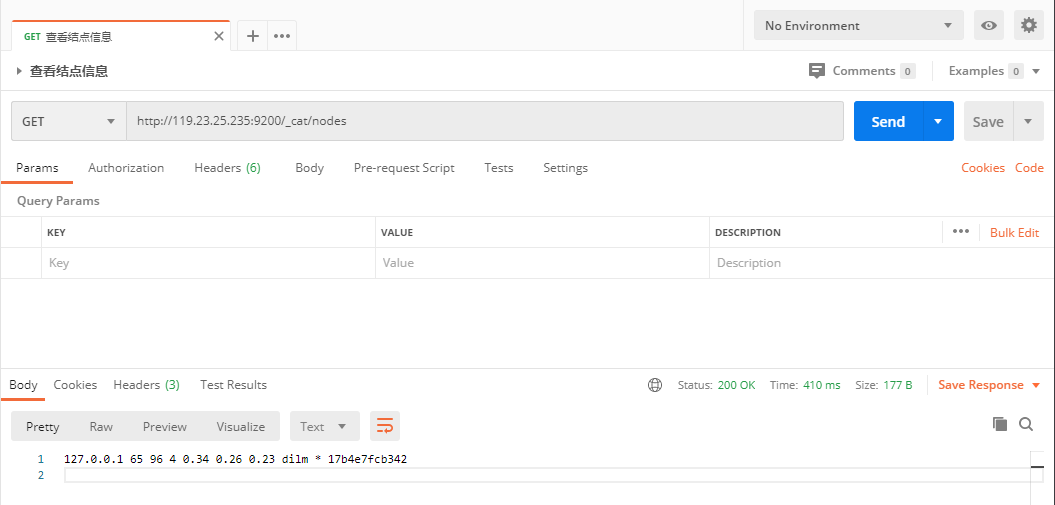 GET 查看结点信息
No Environment
查看结点信息
Comments 0
Examples 0
GET
http://119.23.25.235:9200/_cat/nodes
Send
Save
Params Authorization Headers (6) Body Pre-request Script Tests Settings Cookies Code
Query Params
KEY VALUE DESCRIPTION Bulk Edit
Key Value Description
Body Cookies Headers (3) Test Results Status: 200 OK Time: 410 ms Size: 177 B Save Response
Pretty Raw Preview Visualize Text
1 127.0.0.1 65 96 4 0.34 0.26 0.23 dilm * 17b4e7fcb342
2